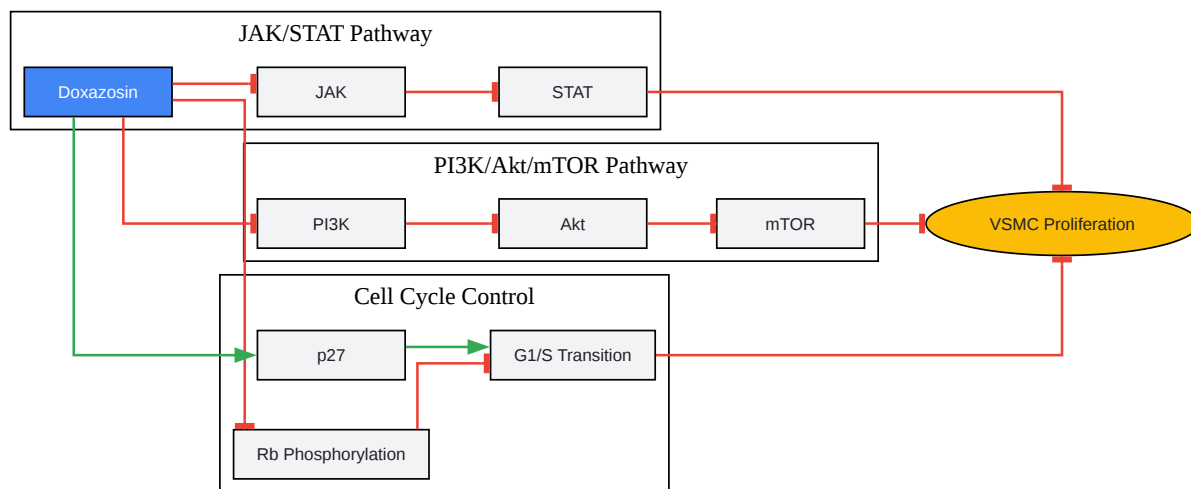 JAK/STAT Pathway
Doxazosin
JAK
STAT
PI3K/Akt/mTOR Pathway
PI3K
Akt
mTOR
VSMC Proliferation
Cell Cycle Control
p27
G1/S Transition
Rb Phosphorylation